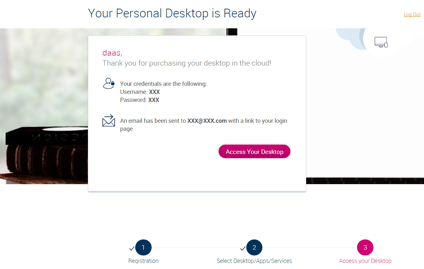 Your Personal Desktop is Ready
Log Out
daas.
Thank you for purchasing your desktop in the cloud!
Your credentials are the following:
Username: XXX
Password: XXX
An email has been sent to XXX@XXX.com with a link to your login
page
Access Your Desktop
1
2
3
Registration
Select Desktop/Apps/Services
Access your Desktop